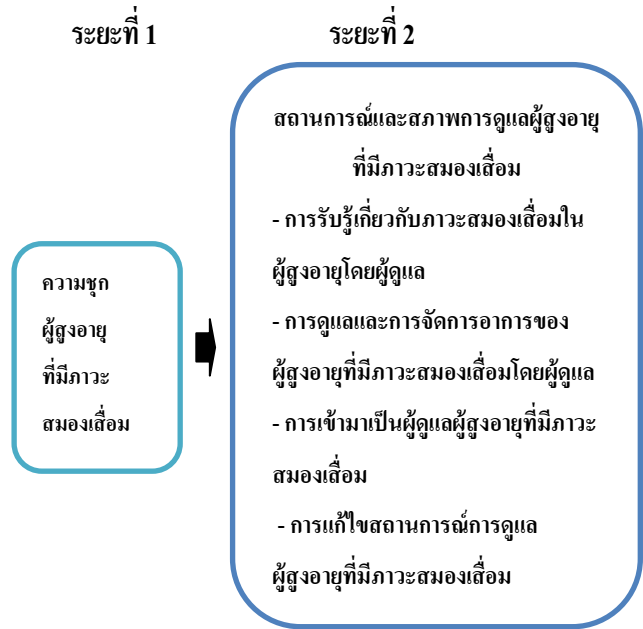 ระยะที่ 1
ระยะที่ 2
ความชุก
ผู้สูงอายุ
ที่มีภาวะ
สมองเสื่อม
สถานการณ์และสภาพการดูแลผู้สูงอายุ
ที่มีภาวะสมองเสื่อม
- การรับรู้เกี่ยวกับภาวะสมองเสื่อมใน
ผู้สูงอายุโดยผู้ดูแล
- การดูแลและการจัดการอาการของ
ผู้สูงอายุที่มีภาวะสมองเสื่อมโดยผู้ดูแล
- การเข้ามาเป็นผู้ดูแลผู้สูงอายุที่มีภาวะ
สมองเสื่อม
- การแก้ไขสถานการณ์การดูแล
ผู้สูงอายุที่มีภาวะสมองเสื่อม